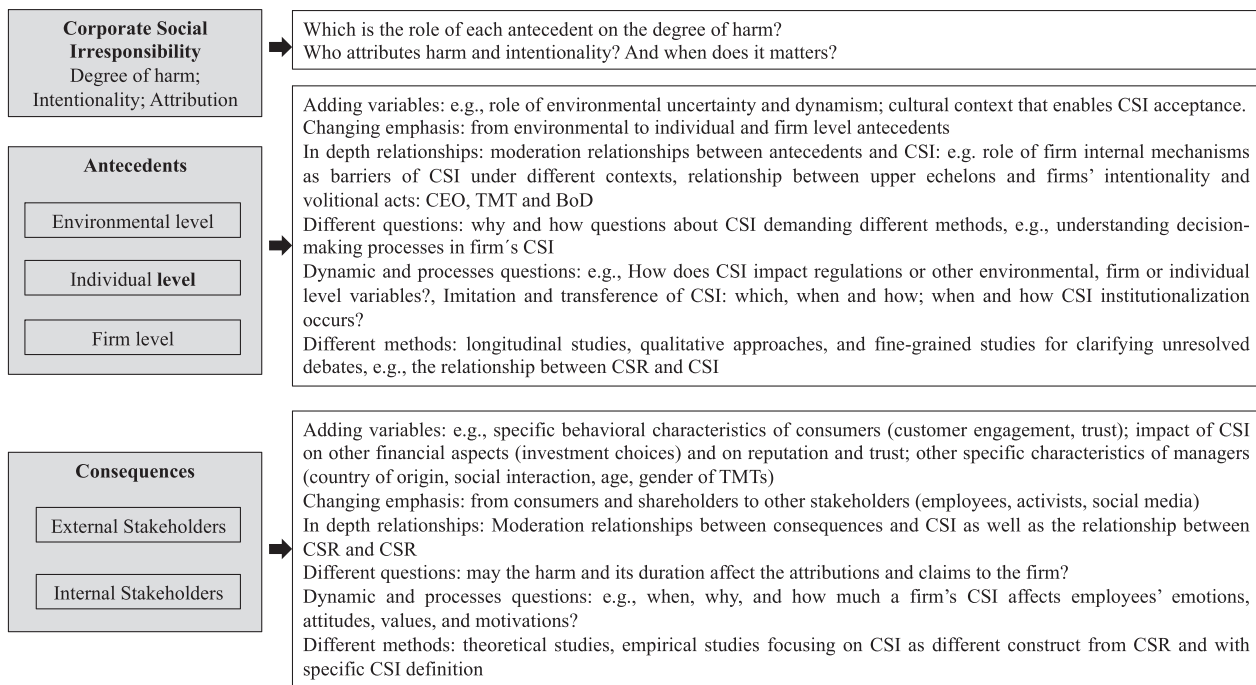 Corporate Social
Irresponsibility
Degree of harm;
Intentionality; Attribution
Which is the role of each antecedent on the degree of harm?
Who attributes harm and intentionality? And when does it matters?
Antecedents
Environmental level
Individual level
Firm level
Adding variables: e.g., role of environmental uncertainty and dynamism; cultural context that enables CSI acceptance.
Changing emphasis: from environmental to individual and firm level antecedents
In depth relationships: moderation relationships between antecedents and CSI: e.g. role of firm internal mechanisms
as barriers of CSI under different contexts, relationship between upper echelons and firms' intentionality and
volitional acts: CEO, TMT and BoD
Different questions: why and how questions about CSI demanding different methods, e.g., understanding decision-
making processes in firm´s CSI
Dynamic and processes questions: e.g., How does CSI impact regulations or other environmental, firm or individual
level variables?, Imitation and transference of CSI: which, when and how; when and how CSI institutionalization
occurs?
Different methods: longitudinal studies, qualitative approaches, and fine-grained studies for clarifying unresolved
debates, e.g., the relationship between CSR and CSI
Consequences
External Stakeholders
Internal Stakeholders
Adding variables: e.g., specific behavioral characteristics of consumers (customer engagement, trust); impact of CSI
on other financial aspects (investment choices) and on reputation and trust; other specific characteristics of managers
(country of origin, social interaction, age, gender of TMTs)
Changing emphasis: from consumers and shareholders to other stakeholders (employees, activists, social media)
In depth relationships: Moderation relationships between consequences and CSI as well as the relationship between
CSR and CSR
Different questions: may the harm and its duration affect the attributions and claims to the firm?
Dynamic and processes questions: e.g., when, why, and how much a firm's CSI affects employees' emotions,
attitudes, values, and motivations?
Different methods: theoretical studies, empirical studies focusing on CSI as different construct from CSR and with
specific CSI definition